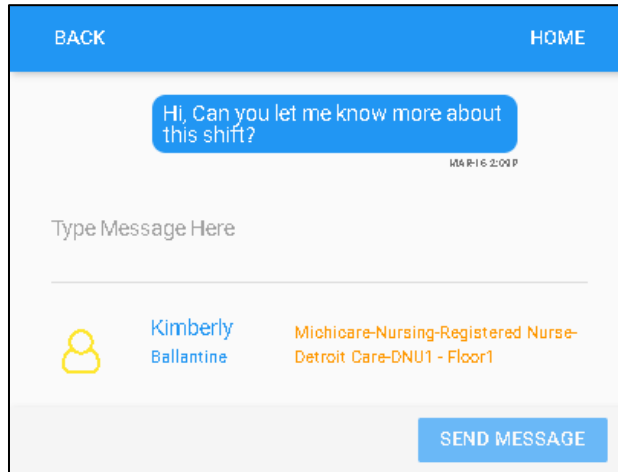 BACK
HOME
Hi, Can you let me know more about
this shift?
MAR-16 2:09 P
Type Message Here
Kimberly
Ballantine
Michicare-Nursing-Registered Nurse-
Detroit Care-DNU1 - Floor1
SEND MESSAGE